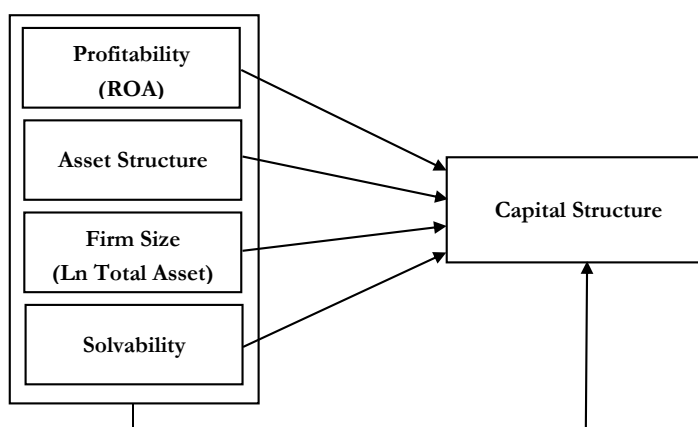 Profitability
(ROA)
Asset Structure
Capital Structure
Firm Size
(Ln Total Asset)
Solvability